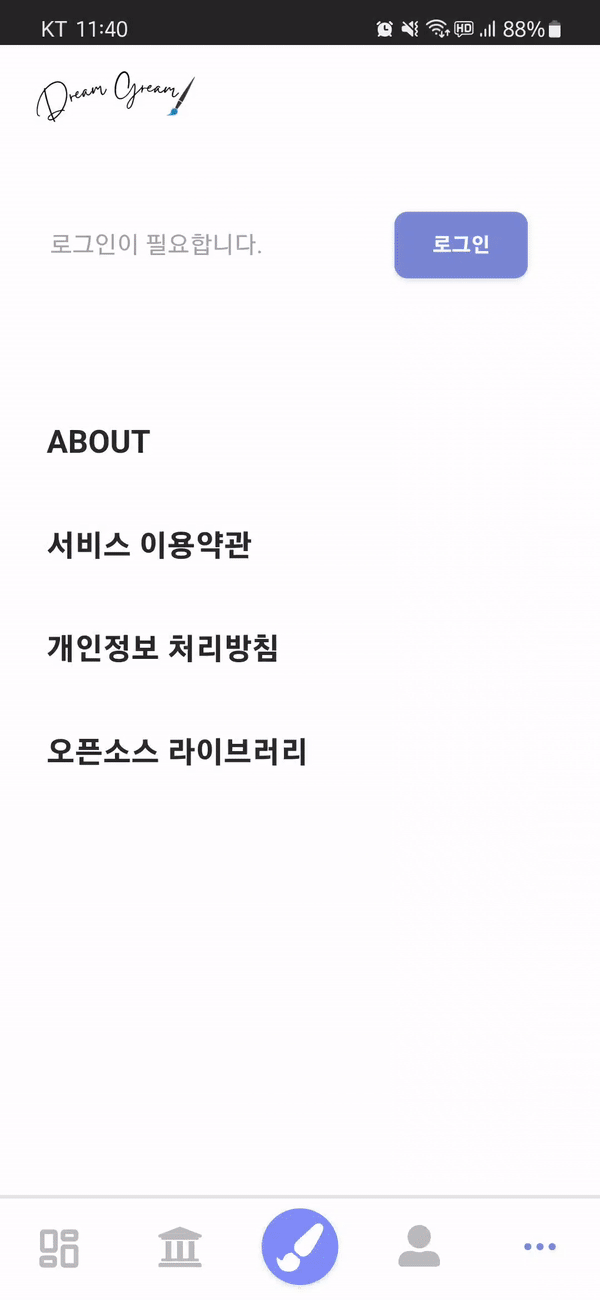 KT 11:40
HD 88%
Dream Gream
로그인이 필요합니다.
로그인
ABOUT
서비스 이용약관
개인정보 처리방침
오픈소스 라이브러리